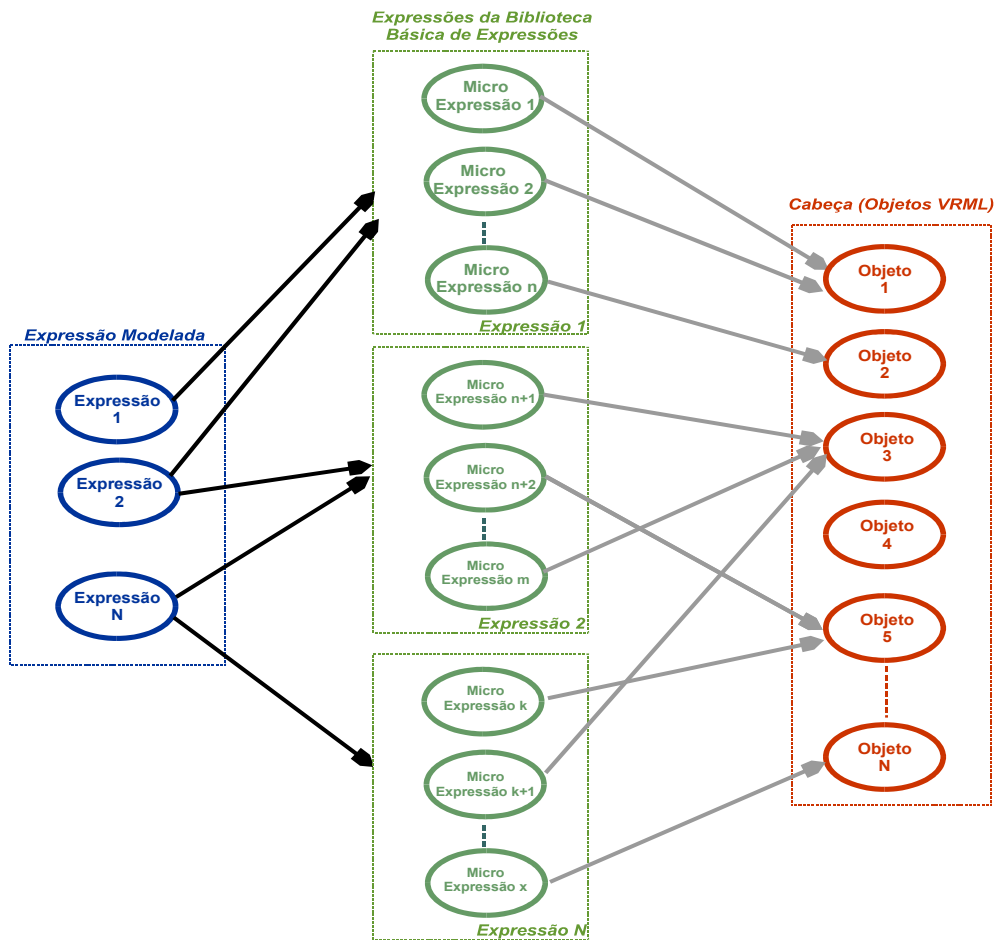 Expressões da Biblioteca
Básica de Expressões
Micro
Expressão 1
Micro
Expressão 2
Micro
Expressão n
Expressão 1
Expressão Modelada
Expressão
1
Expressão
2
Expressão
N
Micro
Expressão n+1
Micro
Expressão n+2
Micro
Expressão m
Expressão 2
Micro
Expressão k
Micro
Expressão k+1
Micro
Expressão x
Expressão N
Cabeça (Objetos VRML)
Objeto
1
Objeto
2
Objeto
3
Objeto
4
Objeto
5
Objeto
N